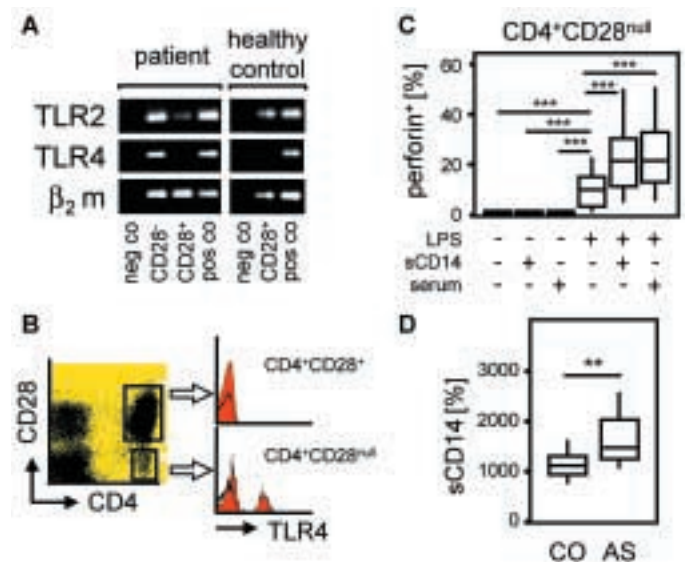 A
patient
healthy
control
TLR2
TLR4
β₂ m
neg co
CD28⁻
CD28⁺
pos co
neg co
CD28⁺
pos co
B
CD28
CD4
CD4⁺CD28⁺
CD4⁺CD28null
TLR4
C
CD4⁺CD28null
perforin⁺ [%]
60
40
20
0
***
***
***
***
***
LPS - - - + + +
sCD14 - + - - + -
serum - - + - - +
D
sCD14 [%]
3000
2000
1000
0
**
CO AS